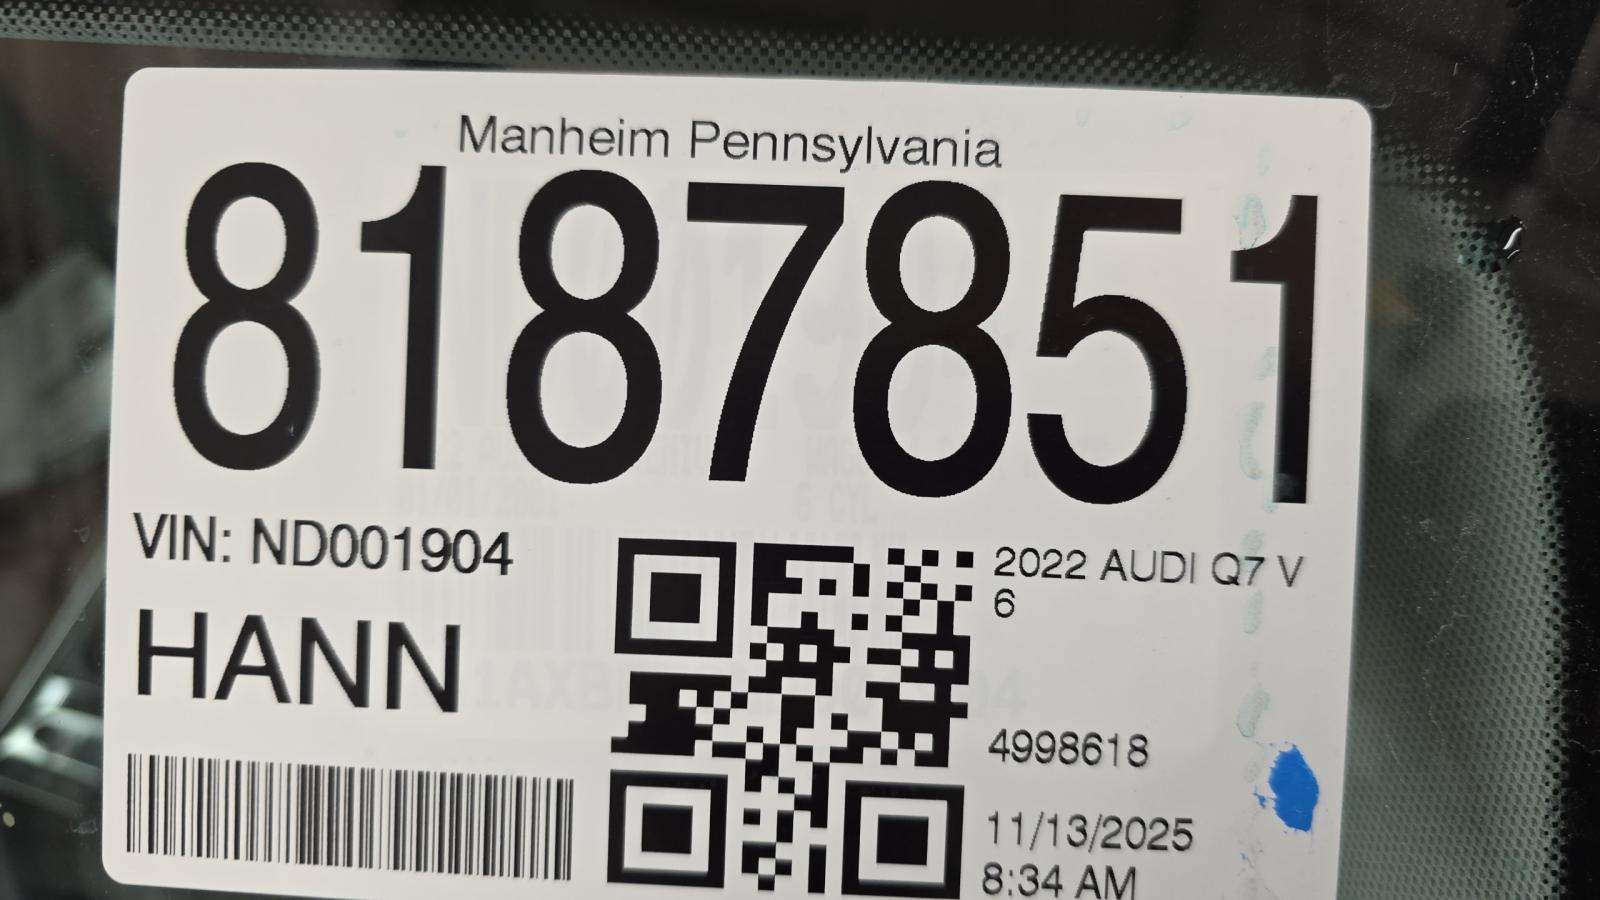 Manheim Pennsylvania
8187851
VIN: ND001904
HANN
2022 AUDI Q7 V
6
4998618
11/13/2025
8:34 AM